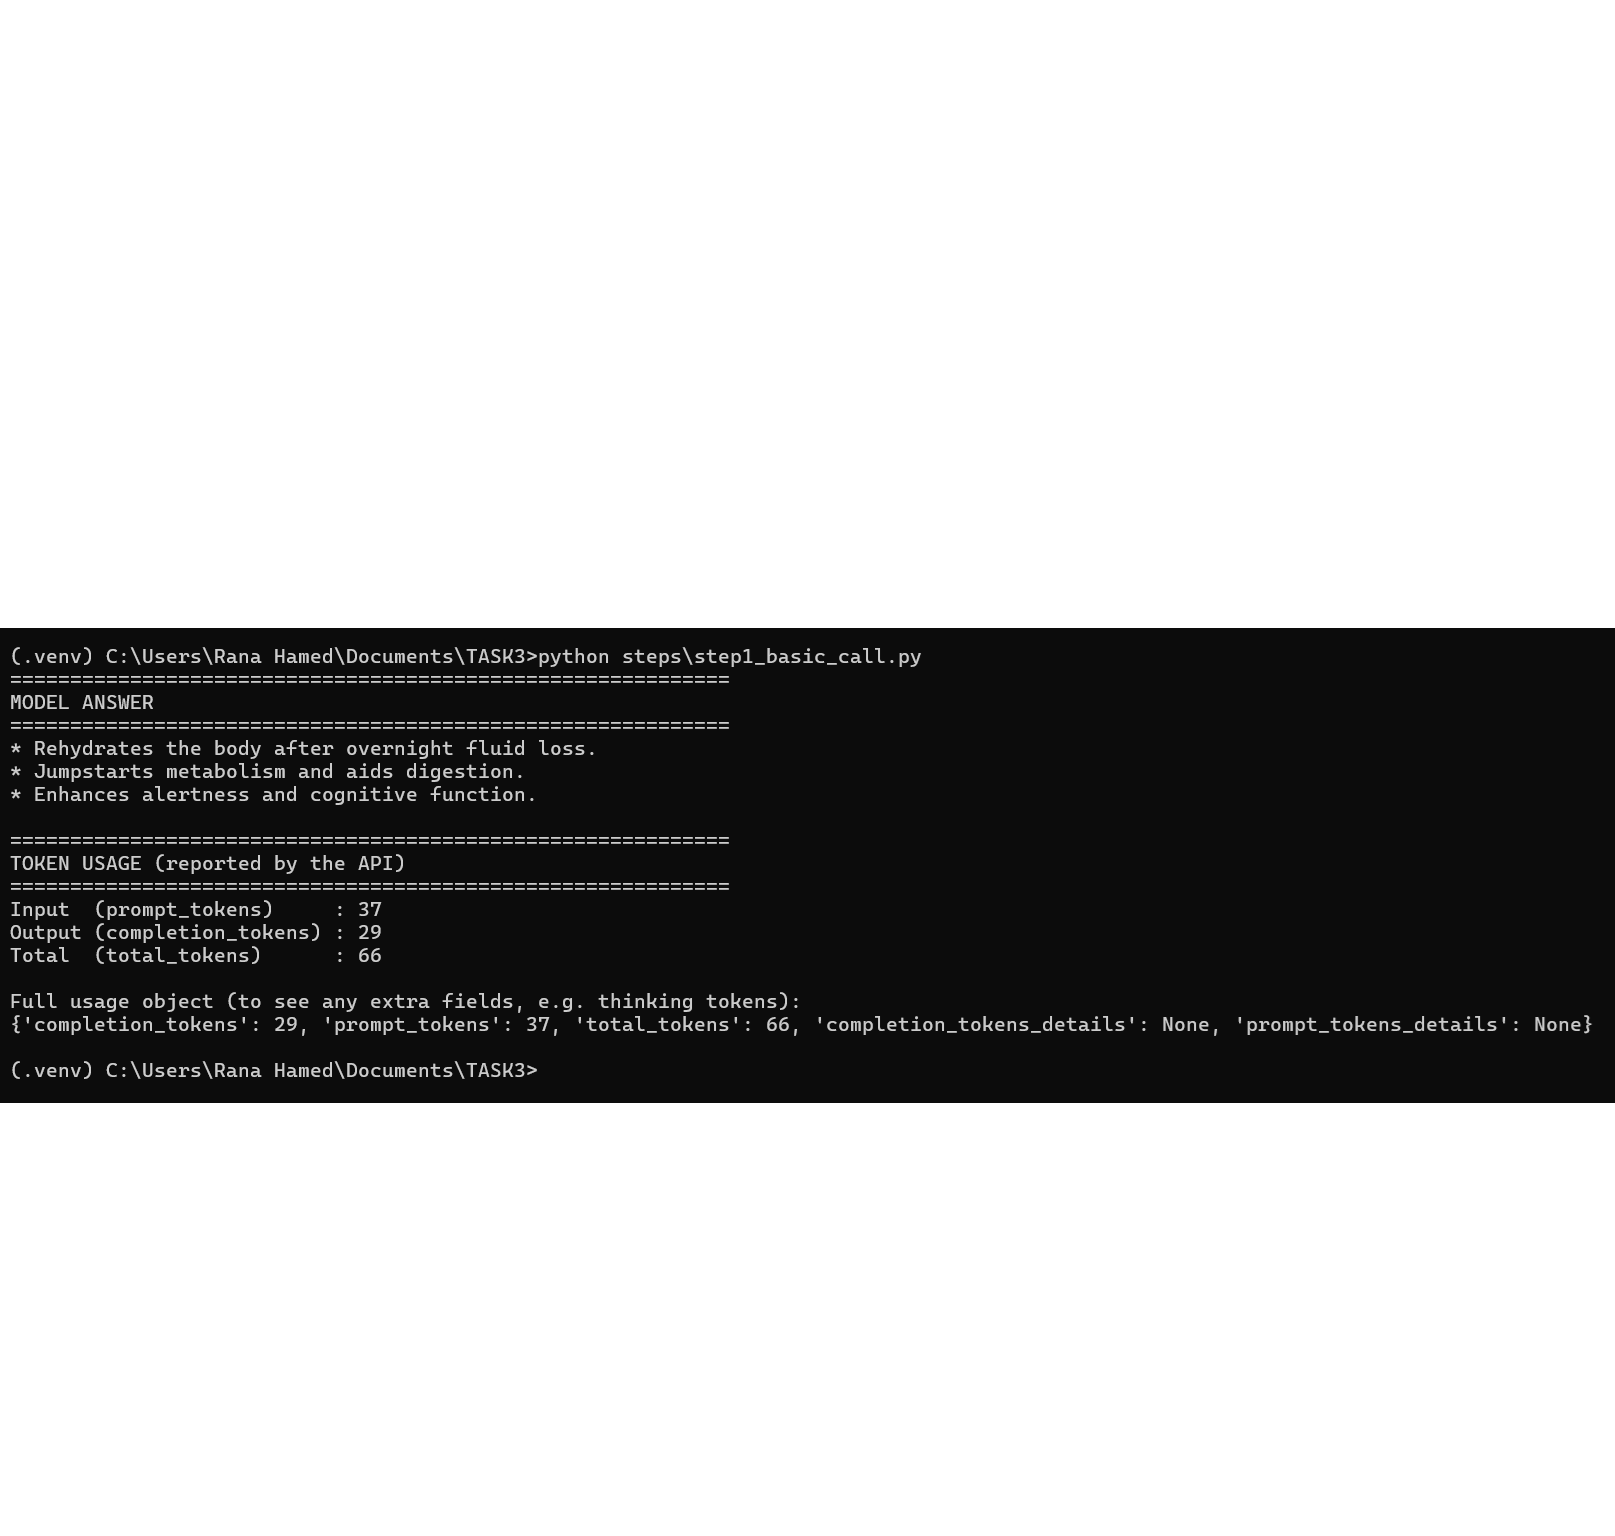 (.venv) C:\Users\Rana Hamed\Documents\TASK3>python steps\step1_basic_call.py
============================================================
MODEL ANSWER
============================================================
* Rehydrates the body after overnight fluid loss.
* Jumpstarts metabolism and aids digestion.
* Enhances alertness and cognitive function.
============================================================
TOKEN USAGE (reported by the API)
============================================================
Input  (prompt_tokens)     : 37
Output (completion_tokens) : 29
Total  (total_tokens)      : 66
Full usage object (to see any extra fields, e.g. thinking tokens):
{'completion_tokens': 29, 'prompt_tokens': 37, 'total_tokens': 66, 'completion_tokens_details': None, 'prompt_tokens_details': None}
(.venv) C:\Users\Rana Hamed\Documents\TASK3>